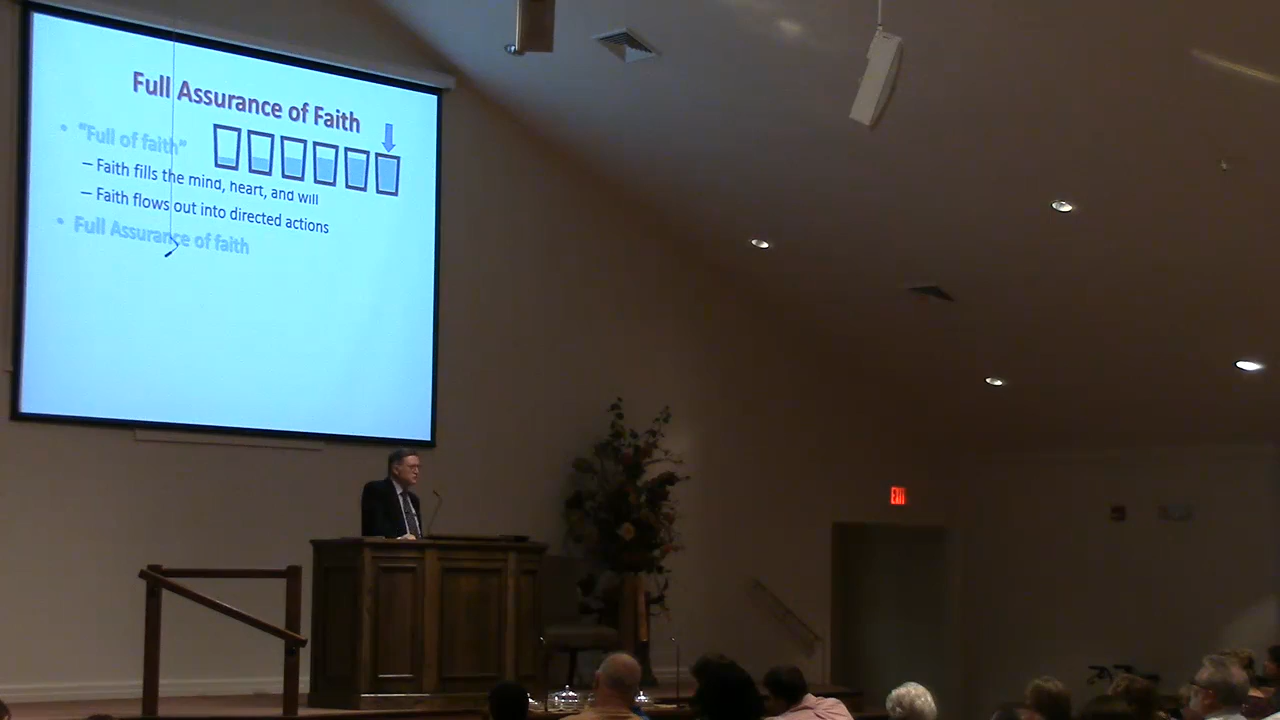 Full Assurance of Faith
• "Full of faith"
– Faith fills the mind, heart, and will
– Faith flows out into directed actions
• Full Assurance of faith
EXIT